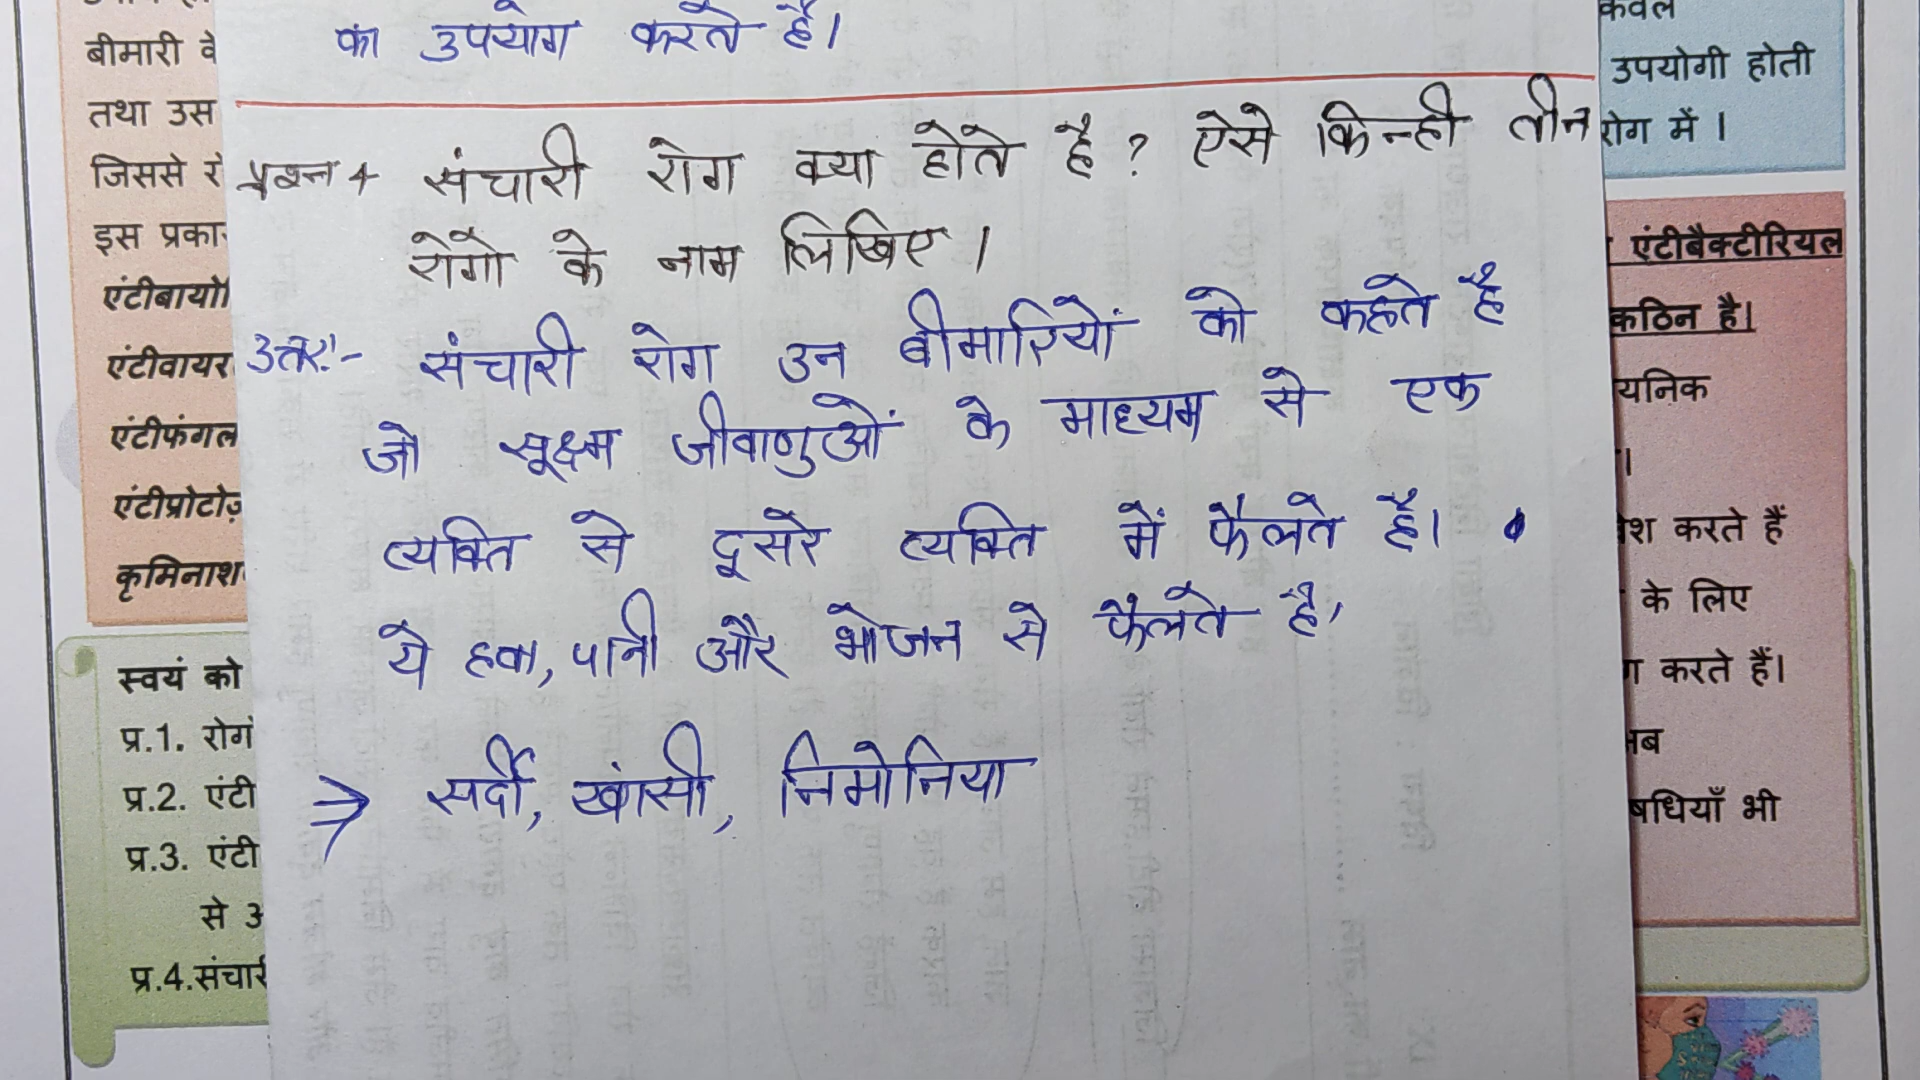 का उपयोग करते है।
प्रश्न 4 संचारी रोग क्या होते है? ऐसे किन्ही तीन
रोगों के नाम लिखिए।
उत्तर:- संचारी रोग उन बीमारियों को कहते है
जो सूक्ष्म जीवाणुओं के माध्यम से एक
व्यक्ति से दूसरे व्यक्ति में फैलते है।
ये हवा, पानी और भोजन से फैलते है,
⇒ सर्दी, खांसी, निमोनिया
बीमारी वे
तथा उस
जिससे रे
इस प्रका
एंटीबायो
एंटीवायर
एंटीफंगल
एंटीप्रोटोज़
कृमिनाश
स्वयं को
प्र.1. रोग
प्र.2. एंटी
प्र.3. एंटी
से अ
प्र.4.संचार
केवल
उपयोगी होती
रोग में ।
एंटीबैक्टीरियल
कठिन है।
यनिक
।
श करते हैं
के लिए
करते हैं।
ब
धियाँ भी